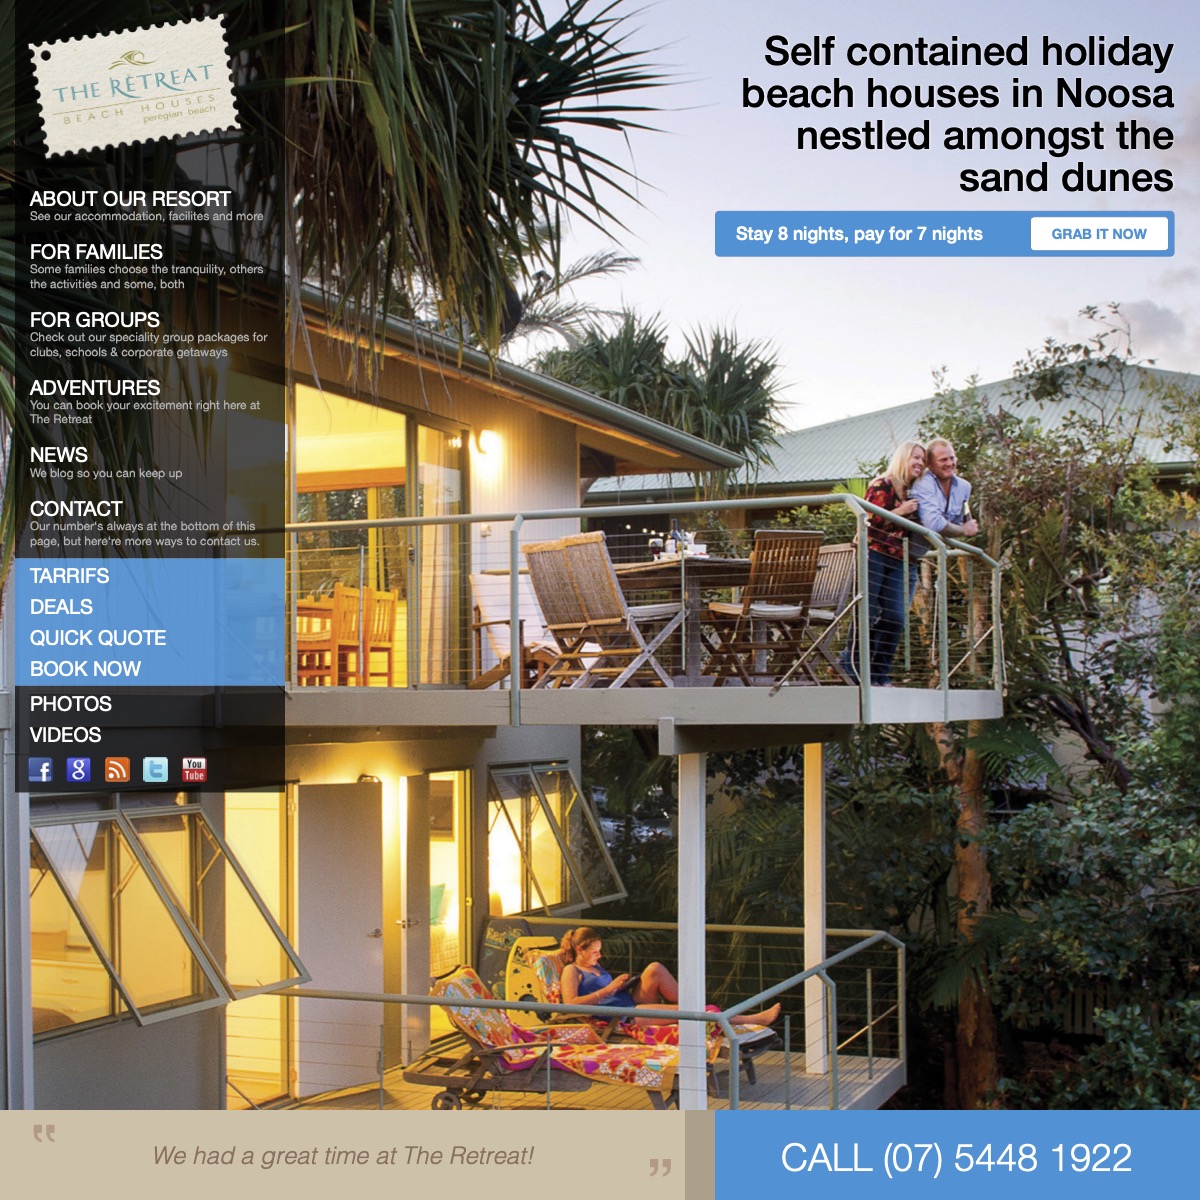 THE RETREAT
BEACH HOUSES
peregian beach
Self contained holiday
beach houses in Noosa
nestled amongst the
sand dunes
Stay 8 nights, pay for 7 nights
GRAB IT NOW
ABOUT OUR RESORT
See our accommodation, facilites and more
FOR FAMILIES
Some families choose the tranquility, others
the activities and some, both
FOR GROUPS
Check out our speciality group packages for
clubs, schools & corporate getaways
ADVENTURES
You can book your excitement right here at
The Retreat
NEWS
We blog so you can keep up
CONTACT
Our number's always at the bottom of this
page, but here're more ways to contact us.
TARRIFS
DEALS
QUICK QUOTE
BOOK NOW
PHOTOS
VIDEOS
f g t You Tube
" We had a great time at The Retreat! "
CALL (07) 5448 1922